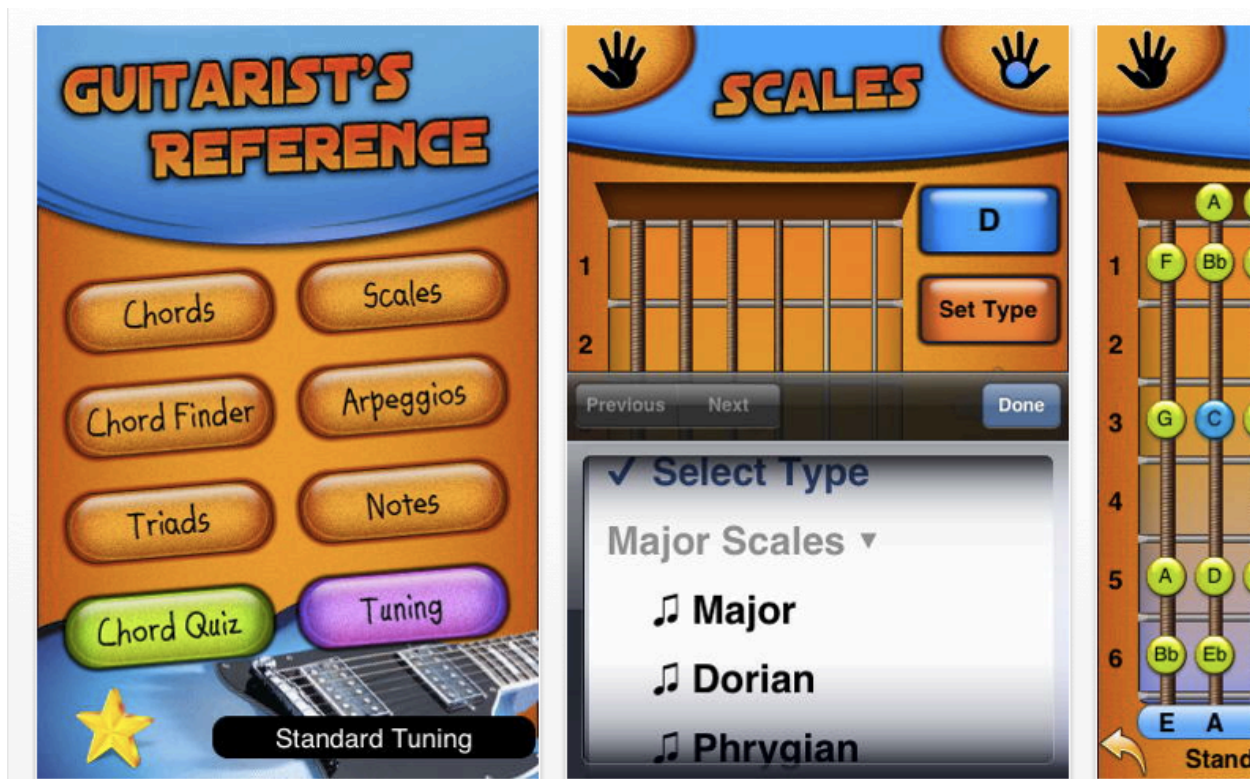 GUITARIST'S
REFERENCE
Chords
Scales
Chord Finder
Arpeggios
Triads
Notes
Chord Quiz
Tuning
Standard Tuning
SCALES
D
1
Set Type
2
Previous Next Done
✓ Select Type
Major Scales ▼
♫ Major
♫ Dorian
♫ Phrygian
A
1 F Bb
2
3 G C
4
5 A D
6 Bb Eb
E A
Stand